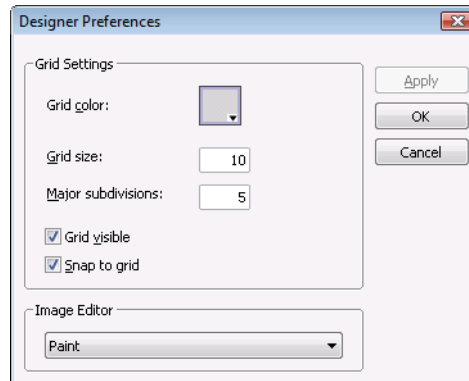 Designer Preferences
Grid Settings
Grid color:
Grid size: 10
Major subdivisions: 5
Grid visible
Snap to grid
Image Editor
Paint
Apply
OK
Cancel